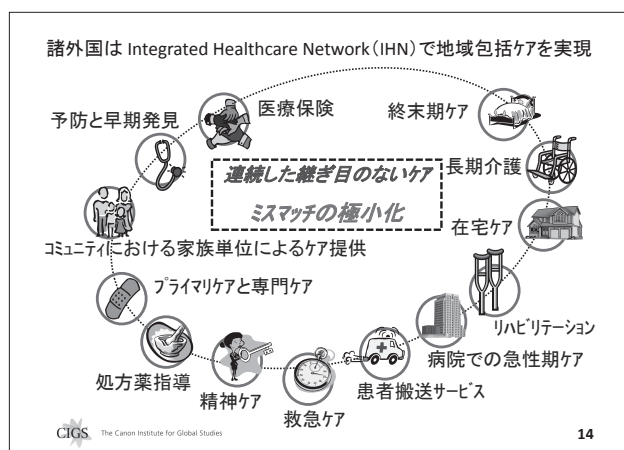 諸外国は Integrated Healthcare Network(IHN)で地域包括ケアを実現
医療保険
終末期ケア
予防と早期発見
連続した継ぎ目のないケア
長期介護
ミスマッチの極小化
在宅ケア
コミュニティにおける家族単位によるケア提供
プライマリケアと専門ケア
リハビリテーション
病院での急性期ケア
処方薬指導
患者搬送サービス
精神ケア
救急ケア
CIGS The Canon Institute for Global Studies
14